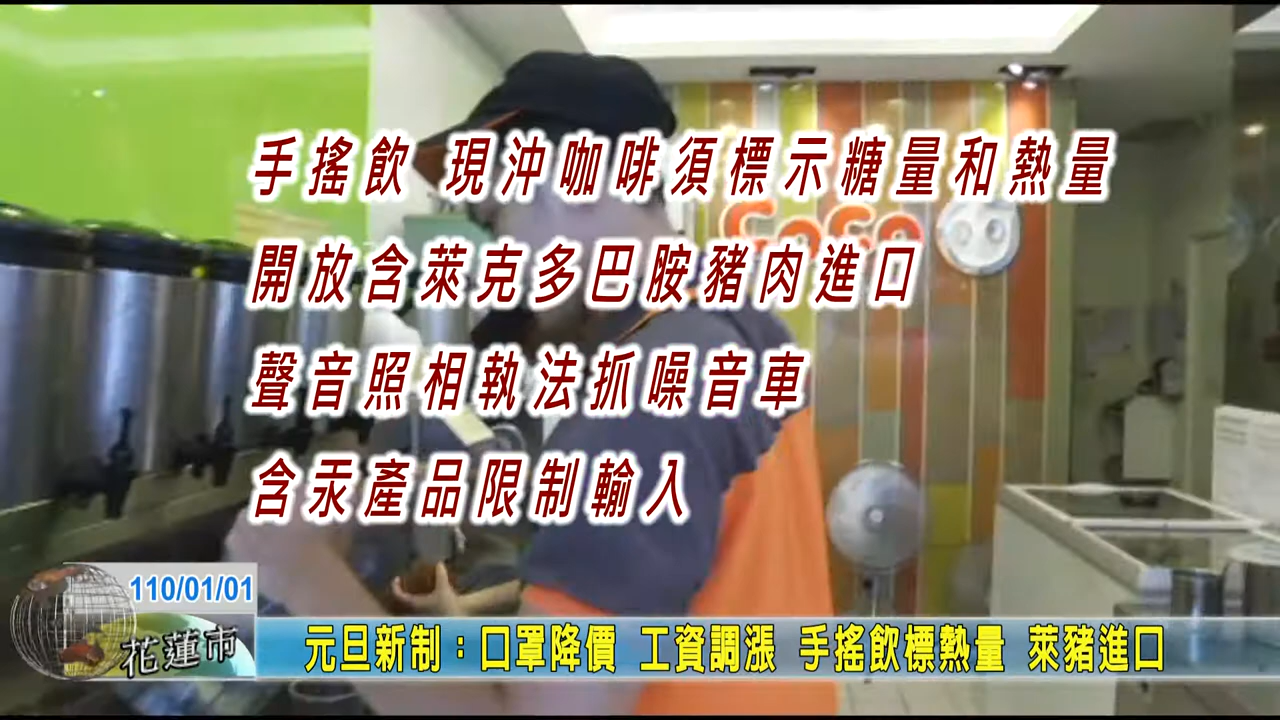 手搖飲 現沖咖啡須標示糖量和熱量
CoCo
開放含萊克多巴胺豬肉進口
聲音照相執法抓噪音車
含汞產品限制輸入
110/01/01
花蓮市
元旦新制：口罩降價 工資調漲 手搖飲標熱量 萊豬進口